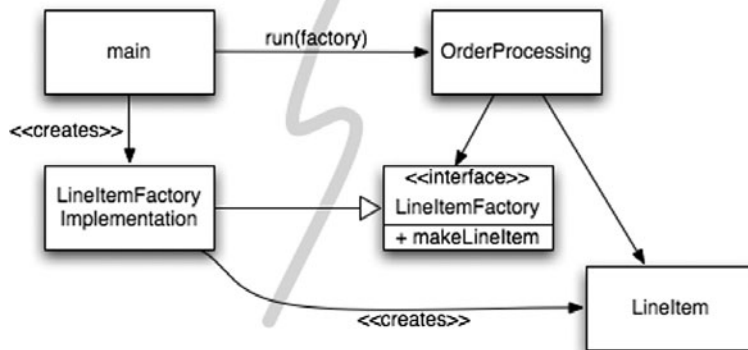 main
run(factory)
OrderProcessing
<<creates>>
LineItemFactory
Implementation
<<interface>>
LineItemFactory
+ makeLineItem
<<creates>>
LineItem